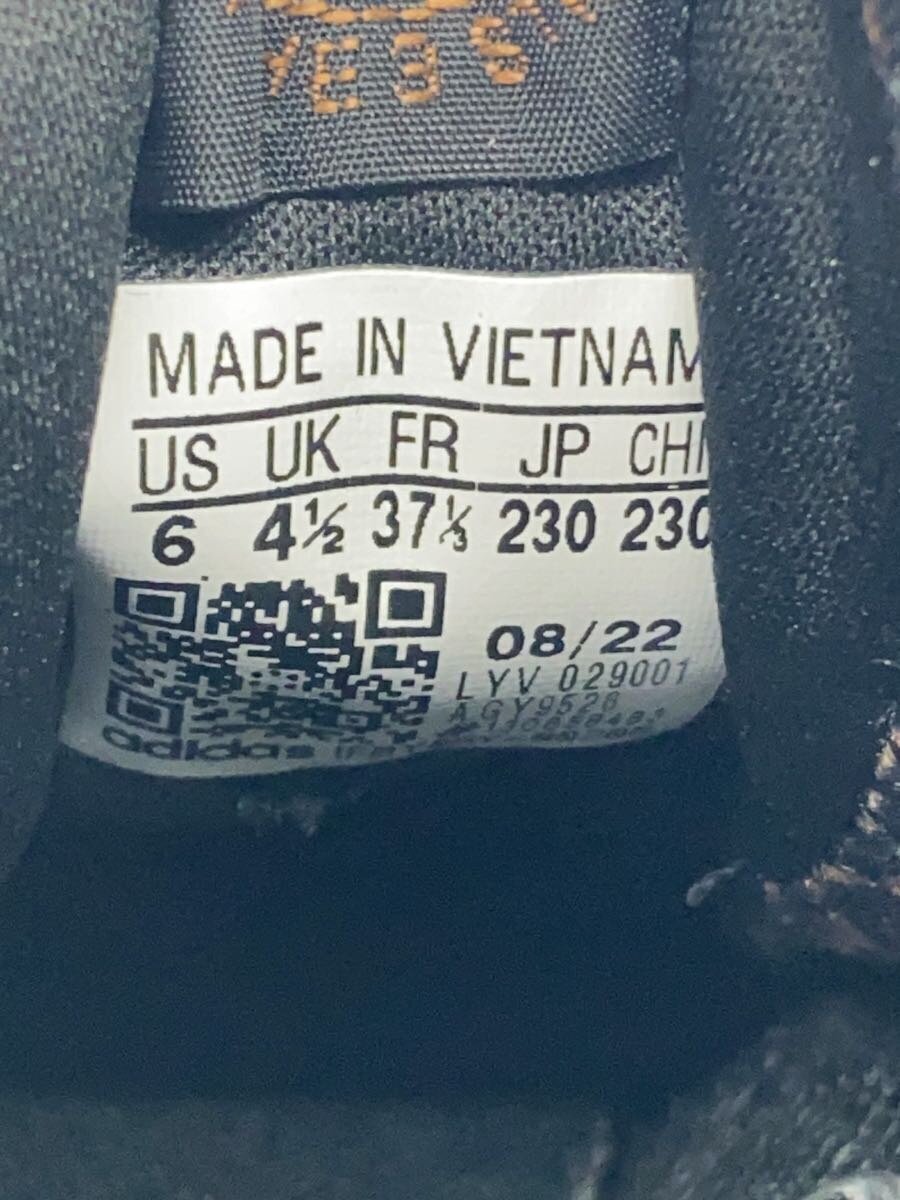 MADE IN VIETNAM
US UK FR JP CH
6 4½ 37⅓ 230 230
08/22
LYV 029001
adidas